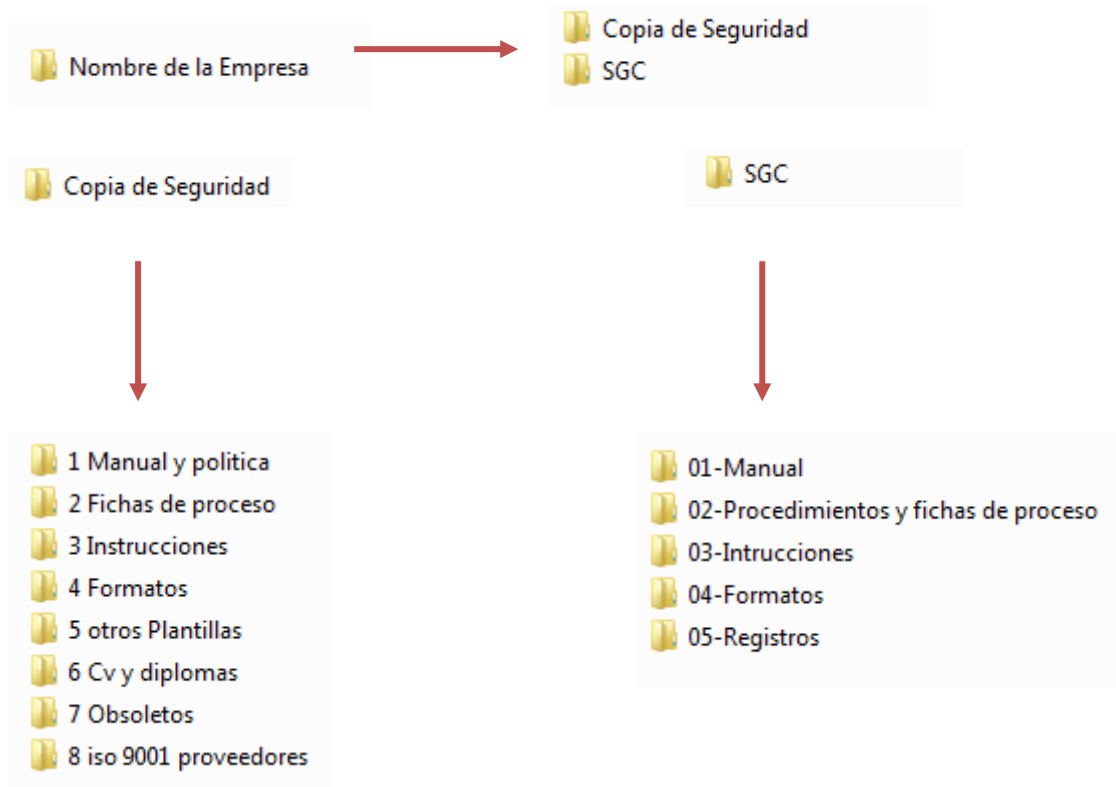 Nombre de la Empresa
Copia de Seguridad
SGC
Copia de Seguridad
SGC
1 Manual y politica
2 Fichas de proceso
3 Instrucciones
4 Formatos
5 otros Plantillas
6 Cv y diplomas
7 Obsoletos
8 iso 9001 proveedores
01-Manual
02-Procedimientos y fichas de proceso
03-Intrucciones
04-Formatos
05-Registros